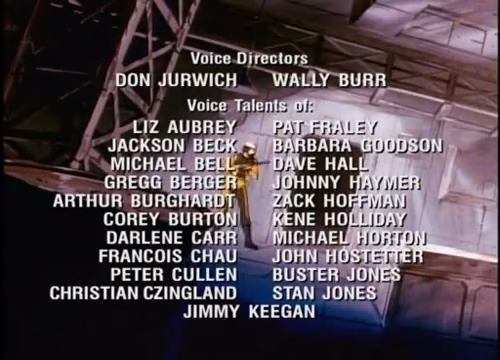 Voice Directors
DON JURWICH WALLY BURR
Voice Talents of:
LIZ AUBREY PAT FRALEY
JACKSON BECK BARBARA GOODSON
MICHAEL BELL DAVE HALL
GREGG BERGER JOHNNY HAYMER
ARTHUR BURGHARDT ZACK HOFFMAN
COREY BURTON KENE HOLLIDAY
DARLENE CARR MICHAEL HORTON
FRANCOIS CHAU JOHN HOSTETTER
PETER CULLEN BUSTER JONES
CHRISTIAN CZINGLAND STAN JONES
JIMMY KEEGAN